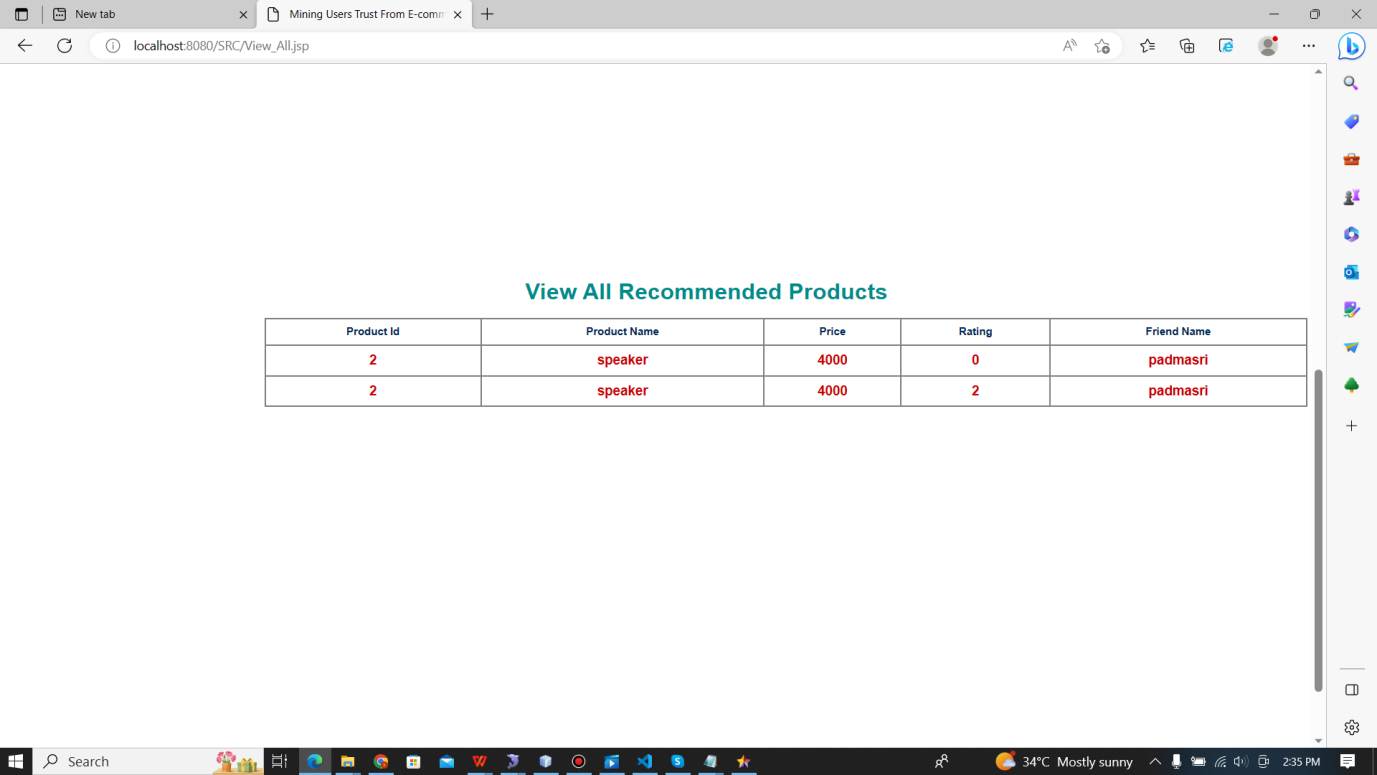 New tab
Mining Users Trust From E-comm
localhost:8080/SRC/View_All.jsp
View All Recommended Products
Product Id Product Name Price Rating Friend Name
2 speaker 4000 0 padmasri
2 speaker 4000 2 padmasri
Search
34°C Mostly sunny
2:35 PM